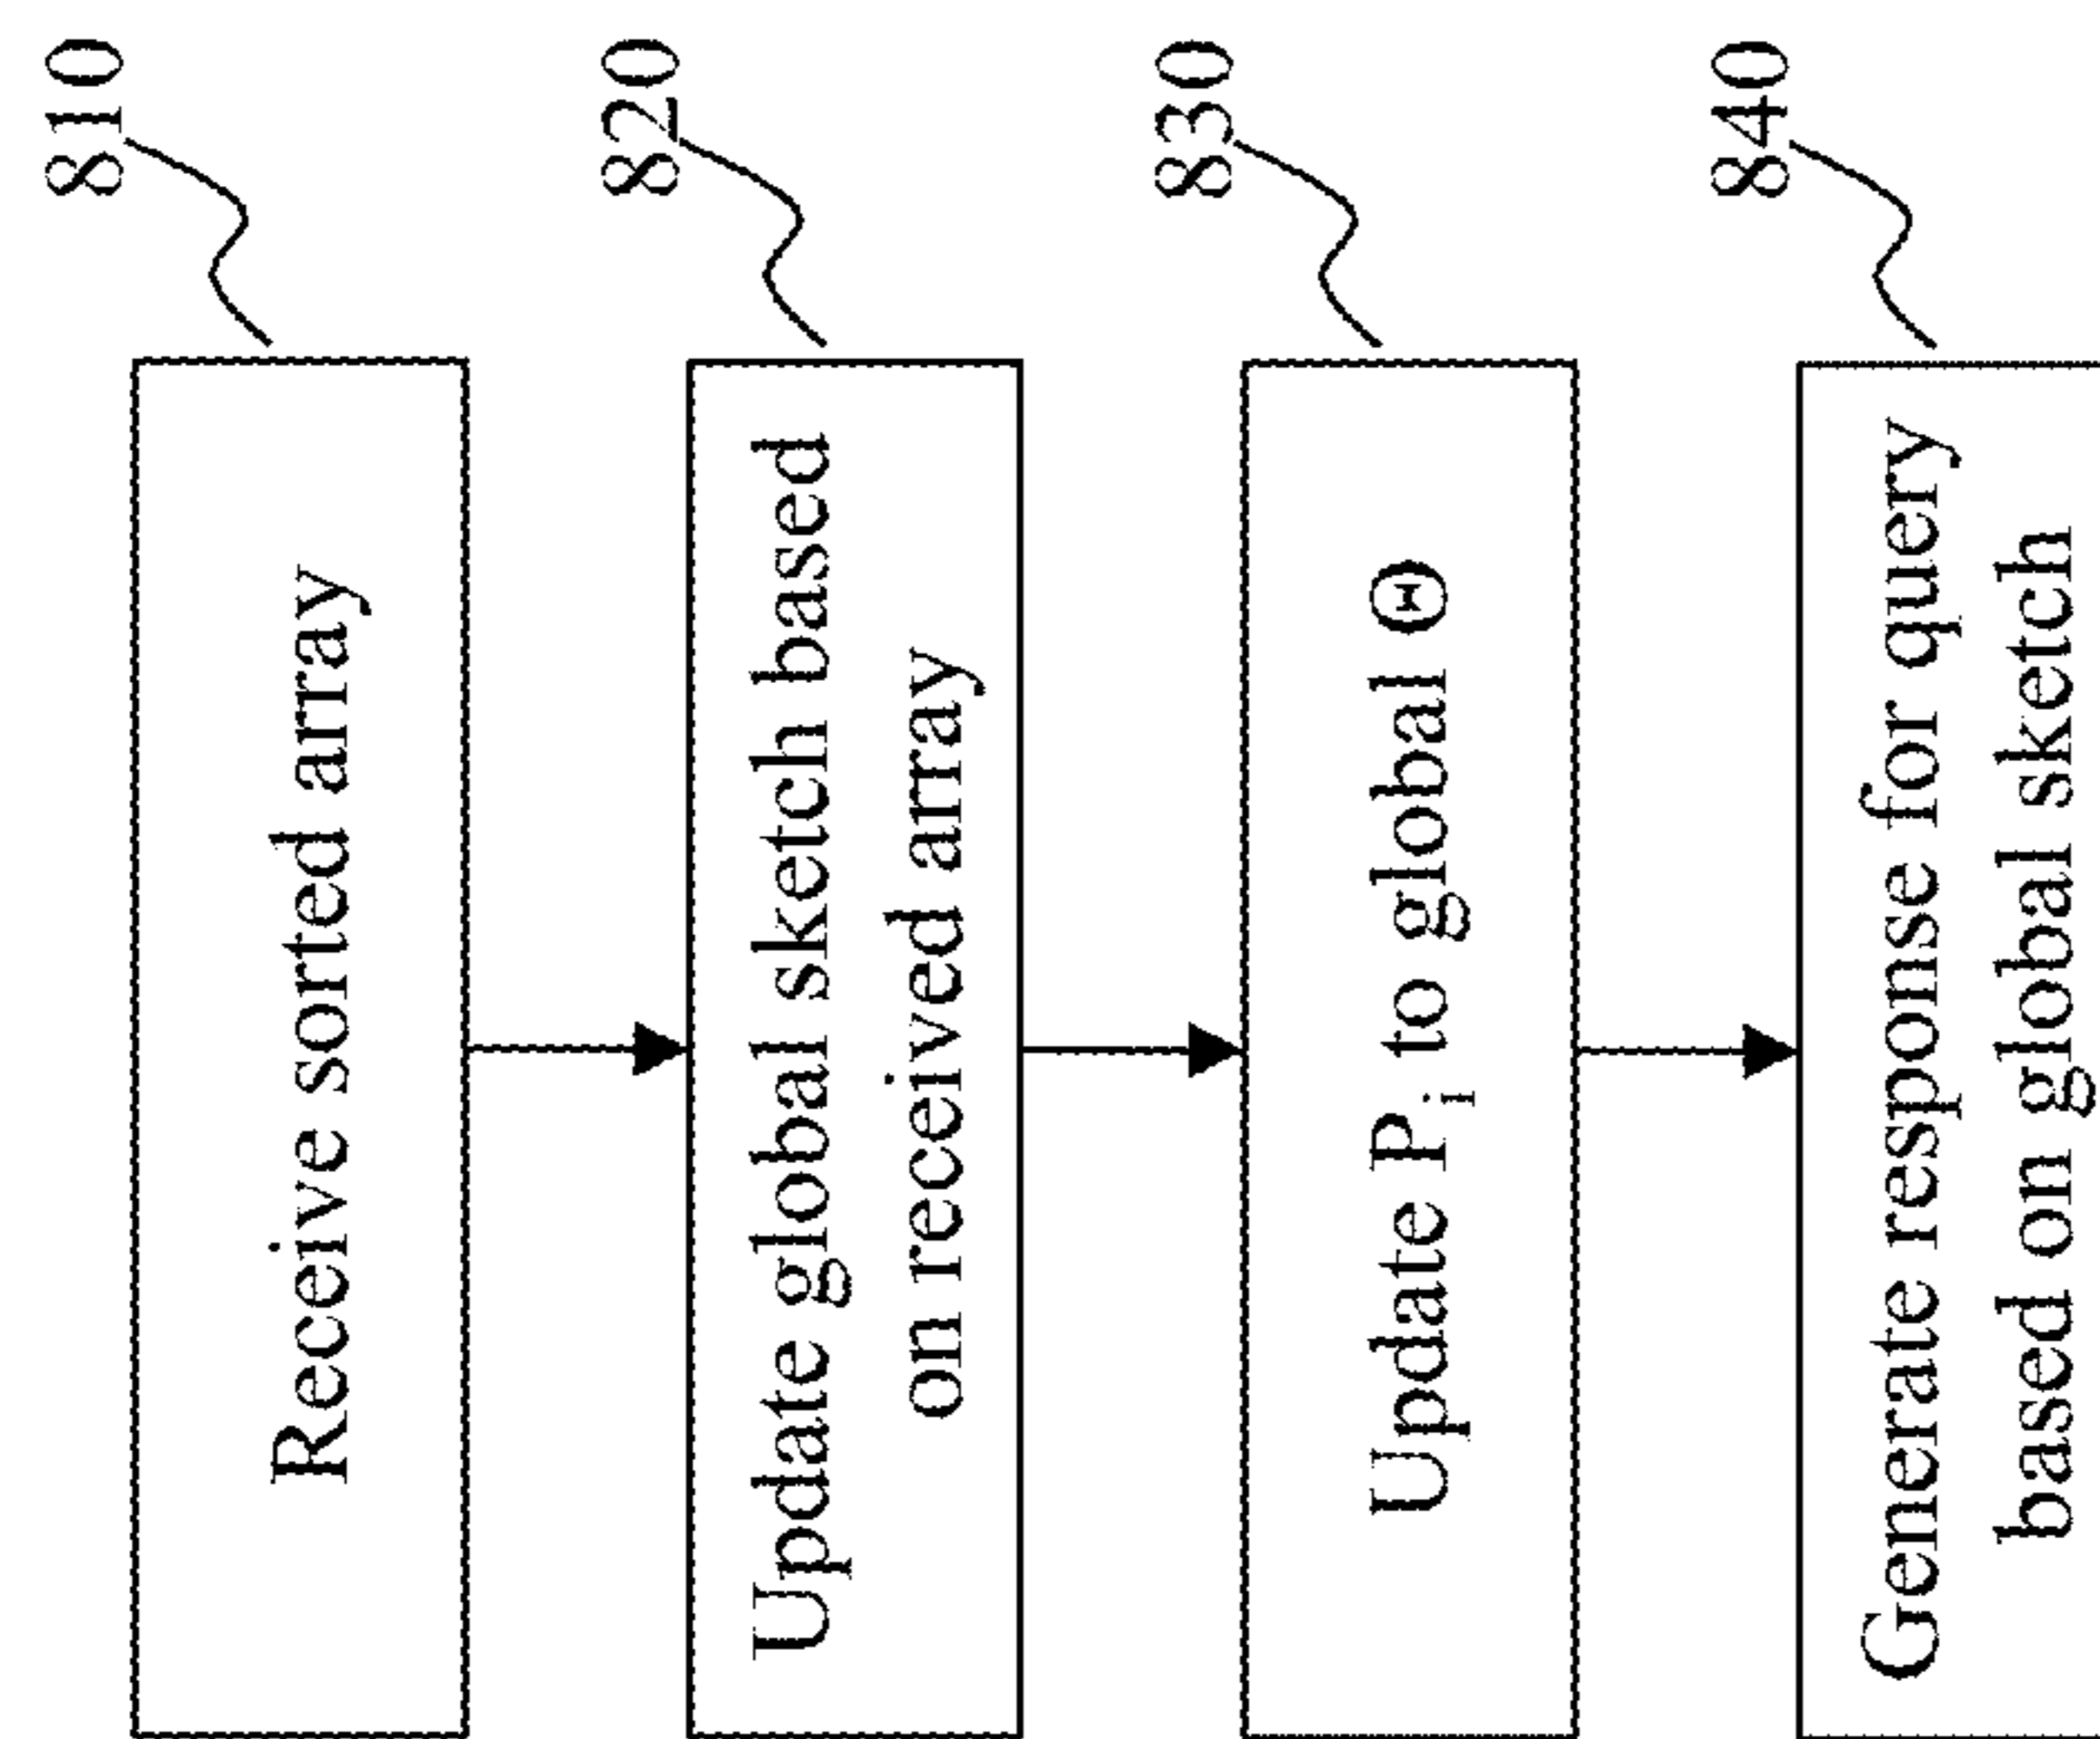 810
Receive sorted array
820
Update global sketch based
on received array
830
Update Pᵢ to global Θ
840
Generate response for query
based on global sketch